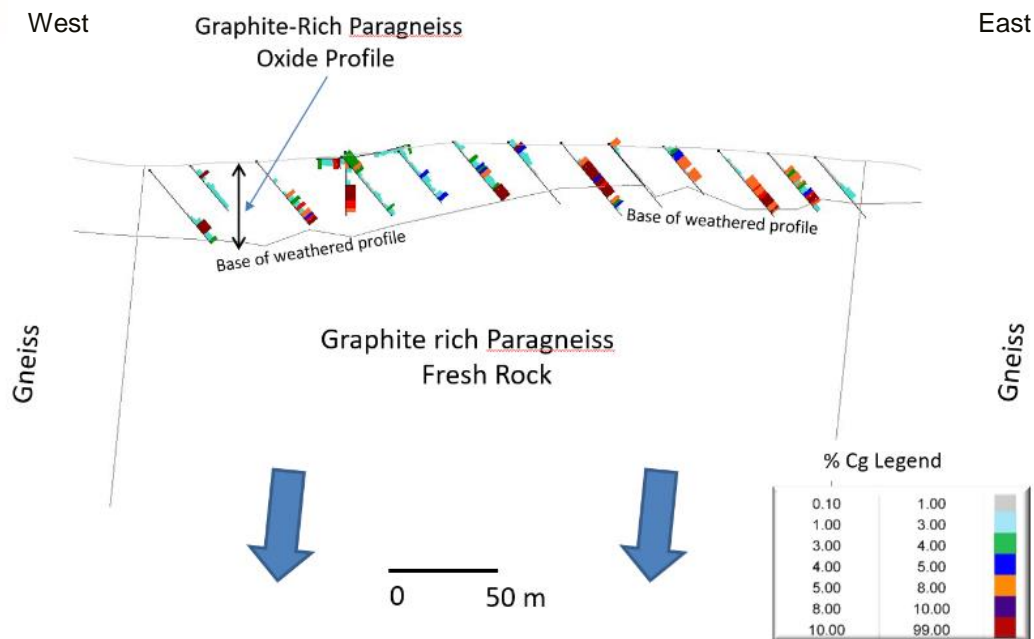 West
East
Graphite-Rich Paragneiss
Oxide Profile
Base of weathered profile
Base of weathered profile
Graphite rich Paragneiss
Fresh Rock
Gneiss
Gneiss
% Cg Legend
0.10 1.00
1.00 3.00
3.00 4.00
4.00 5.00
5.00 8.00
8.00 10.00
10.00 99.00
0 50 m